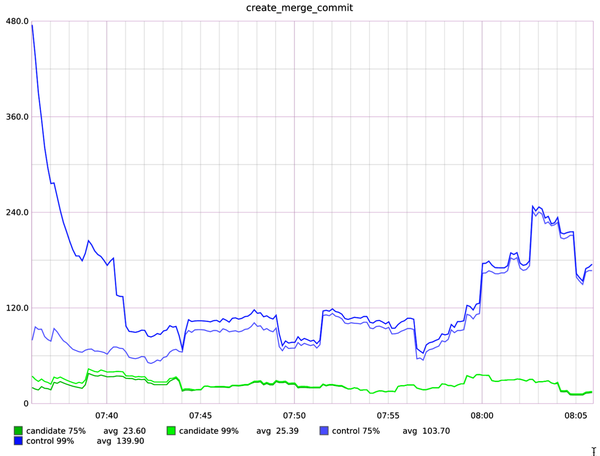 create_merge_commit
480.0
360.0
240.0
120.0
0
07:40 07:45 07:50 07:55 08:00 08:05
candidate 75% avg 23.60 candidate 99% avg 25.39 control 75% avg 103.70
control 99% avg 139.90